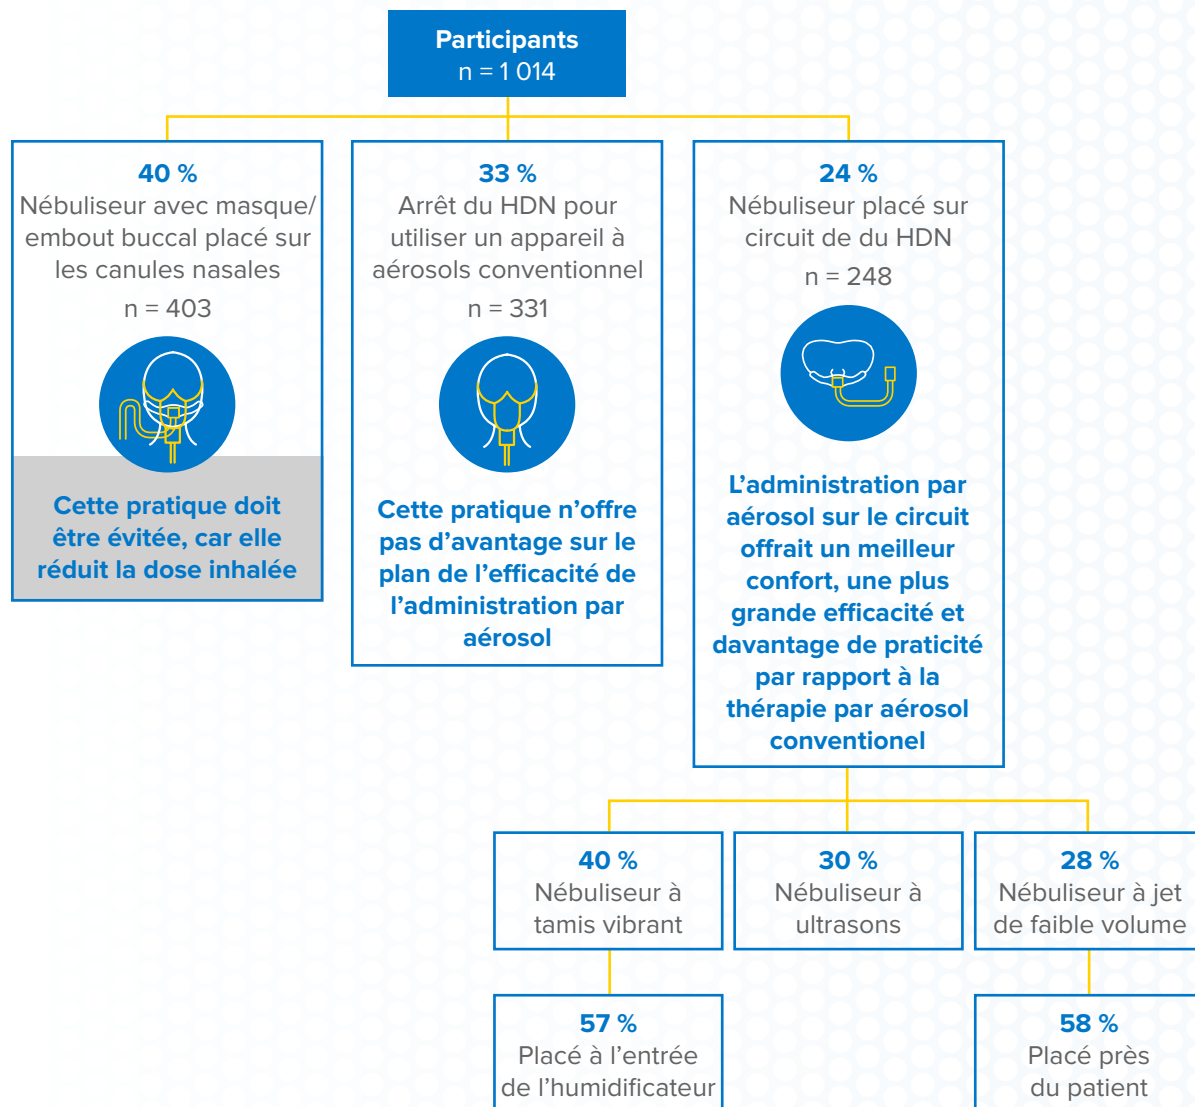 Participants
n = 1 014
40 %
Nébuliseur avec masque/
embout buccal placé sur
les canules nasales
n = 403
Cette pratique doit
être évitée, car elle
réduit la dose inhalée
33 %
Arrêt du HDN pour
utiliser un appareil à
aérosols conventionnel
n = 331
Cette pratique n’offre
pas d’avantage sur le
plan de l’efficacité de
l’administration par
aérosol
24 %
Nébuliseur placé sur
circuit de du HDN
n = 248
L’administration par
aérosol sur le circuit
offrait un meilleur
confort, une plus
grande efficacité et
davantage de praticité
par rapport à la
thérapie par aérosol
conventionel
40 %
Nébuliseur à
tamis vibrant
30 %
Nébuliseur à
ultrasons
28 %
Nébuliseur à jet
de faible volume
57 %
Placé à l’entrée
de l’humidificateur
58 %
Placé près
du patient